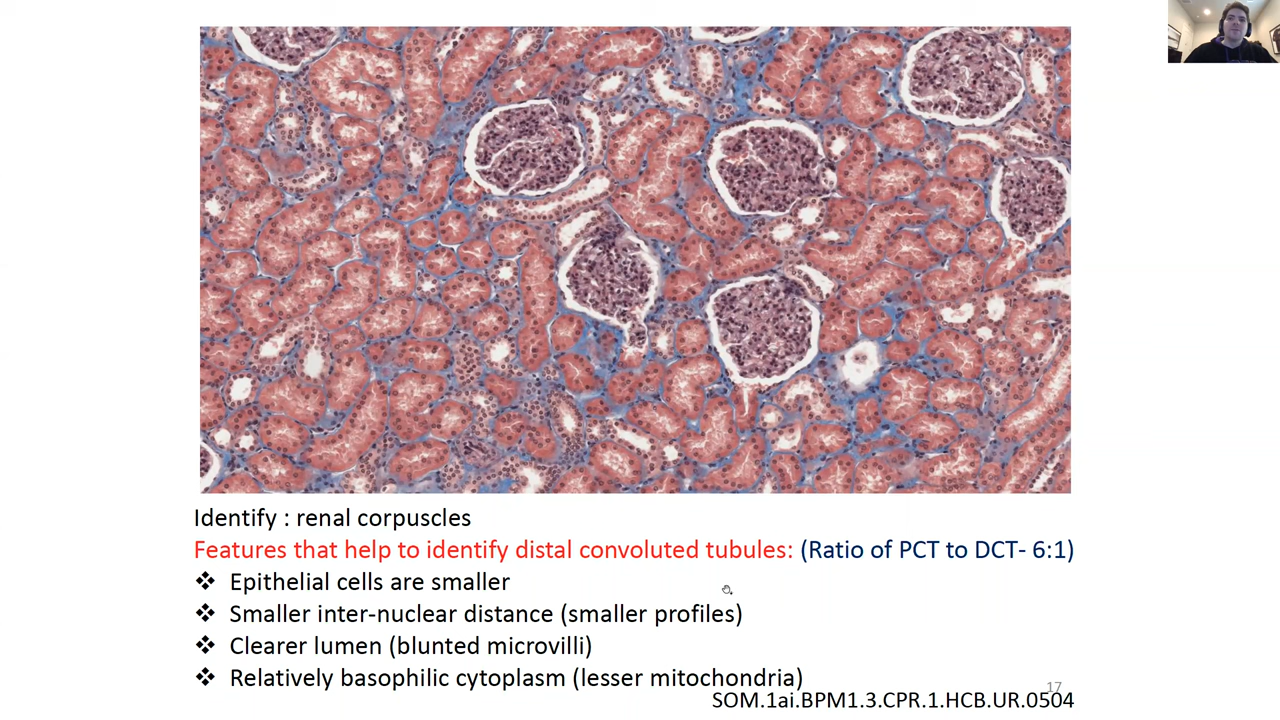 Identify : renal corpuscles
Features that help to identify distal convoluted tubules: (Ratio of PCT to DCT- 6:1)
❖ Epithelial cells are smaller
❖ Smaller inter-nuclear distance (smaller profiles)
❖ Clearer lumen (blunted microvilli)
❖ Relatively basophilic cytoplasm (lesser mitochondria)
17
SOM.1ai.BPM1.3.CPR.1.HCB.UR.0504